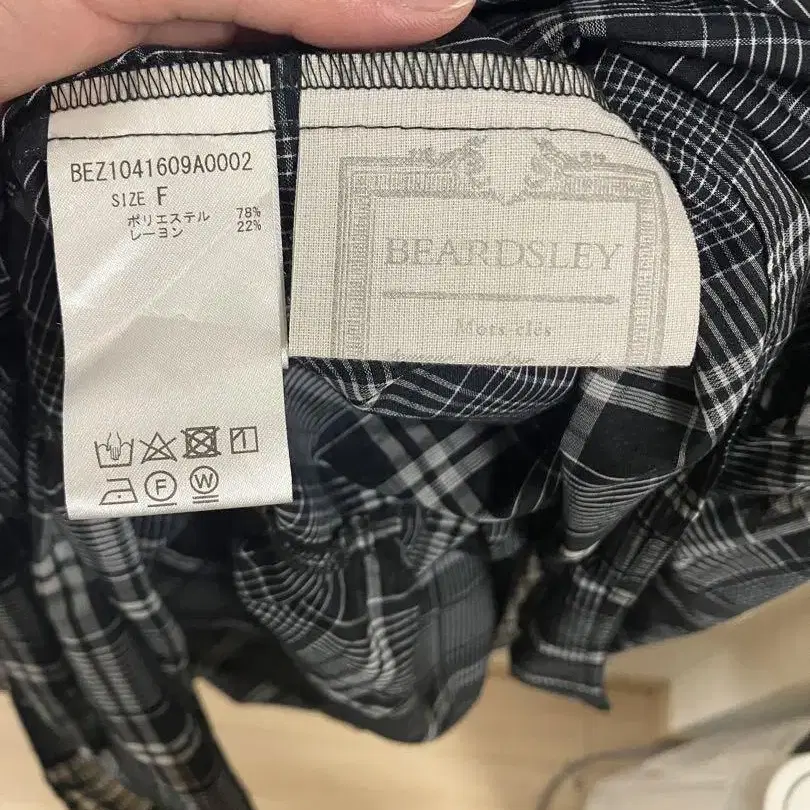 BEZ1041609A0002
SIZE F
ポリエステル 78%
レーヨン 22%
F
W
BEARDSLEY
Mots-clés